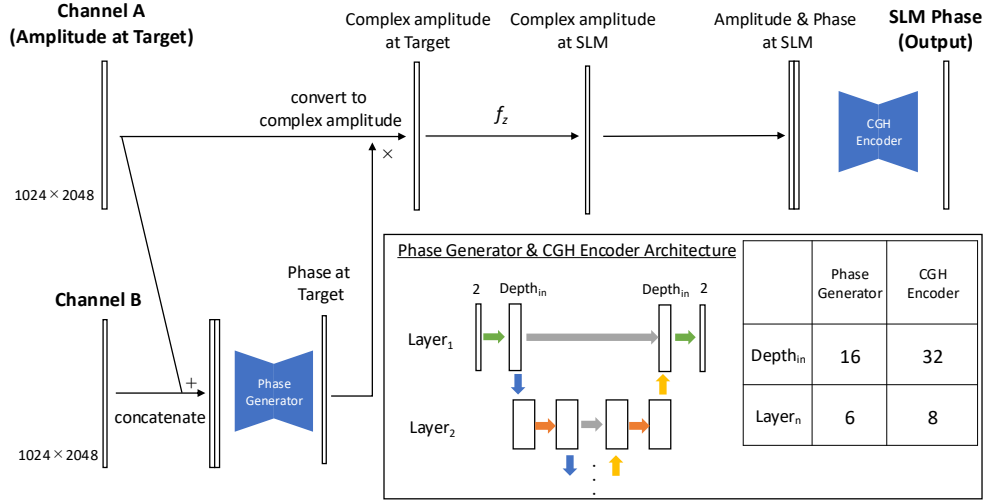 Channel A
(Amplitude at Target)
Complex amplitude
at Target
Complex amplitude
at SLM
Amplitude & Phase
at SLM
SLM Phase
(Output)
convert to
complex amplitude
×
f_z
CGH
Encoder
1024×2048
Channel B
Phase at
Target
+
concatenate
Phase
Generator
1024×2048
Phase Generator & CGH Encoder Architecture
2 Depth_in Depth_in 2
Layer_1
Layer_2
Phase
Generator
CGH
Encoder
Depth_in 16 32
Layer_n 6 8